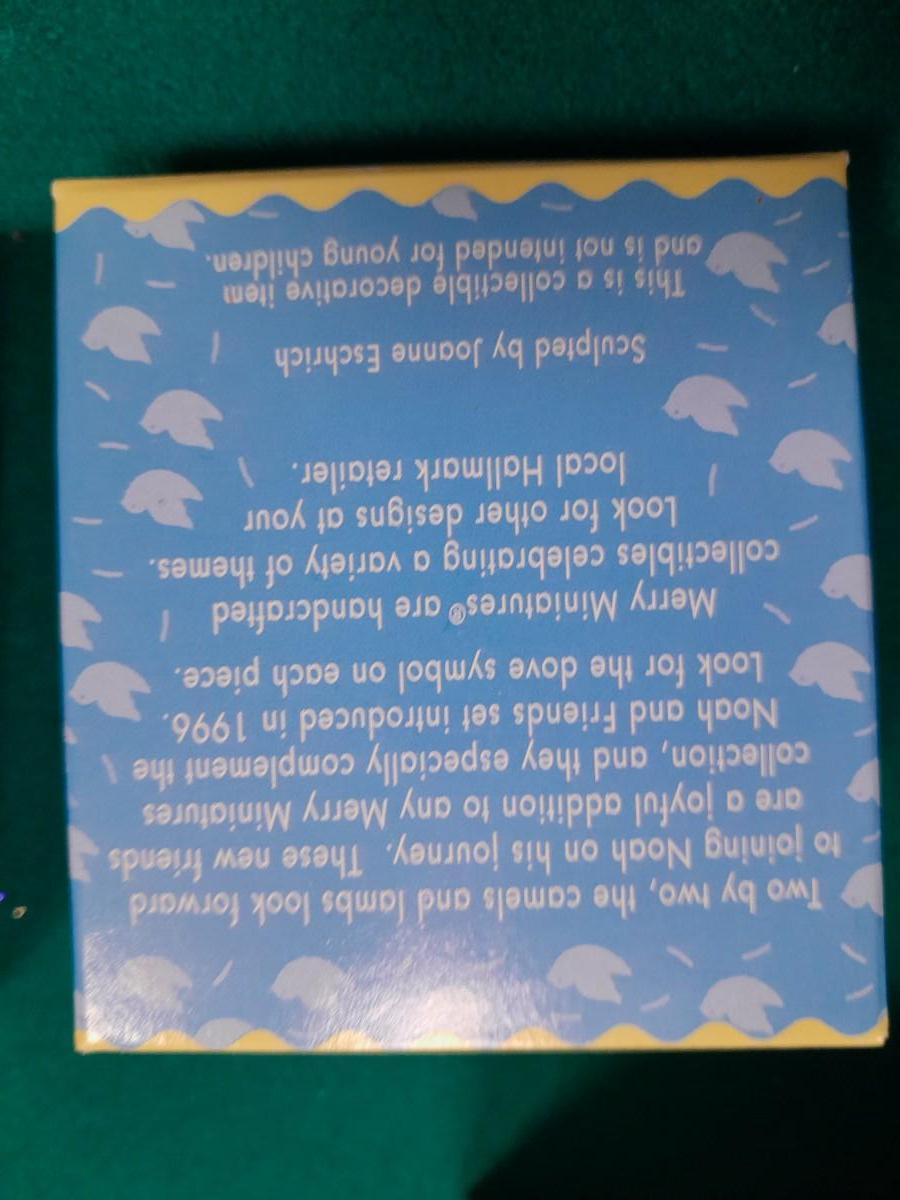 Two by two, the camels and lambs look forward
to joining Noah on his journey. These new friends
are a joyful addition to any Merry Miniatures
collection, and they especially complement the
Noah and Friends set introduced in 1996.
Look for the dove symbol on each piece.
Merry Miniatures® are handcrafted
collectibles celebrating a variety of themes.
Look for other designs at your
local Hallmark retailer.
Sculpted by Joanne Eschrich
This is a collectible decorative item
and is not intended for young children.